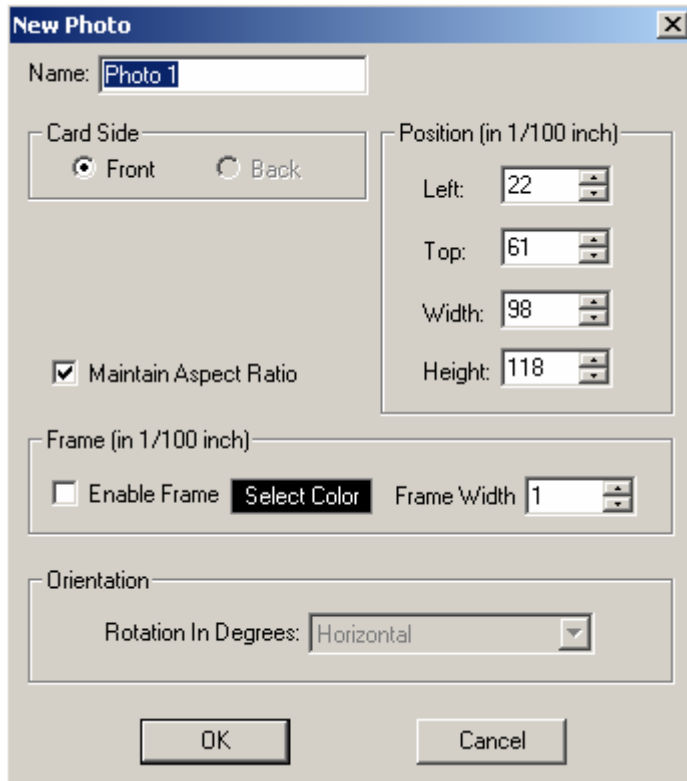 New Photo
Name: Photo 1
Card Side
Front Back
Position (in 1/100 inch)
Left: 22
Top: 61
Width: 98
Height: 118
Maintain Aspect Ratio
Frame (in 1/100 inch)
Enable Frame Select Color Frame Width 1
Orientation
Rotation In Degrees: Horizontal
OK Cancel